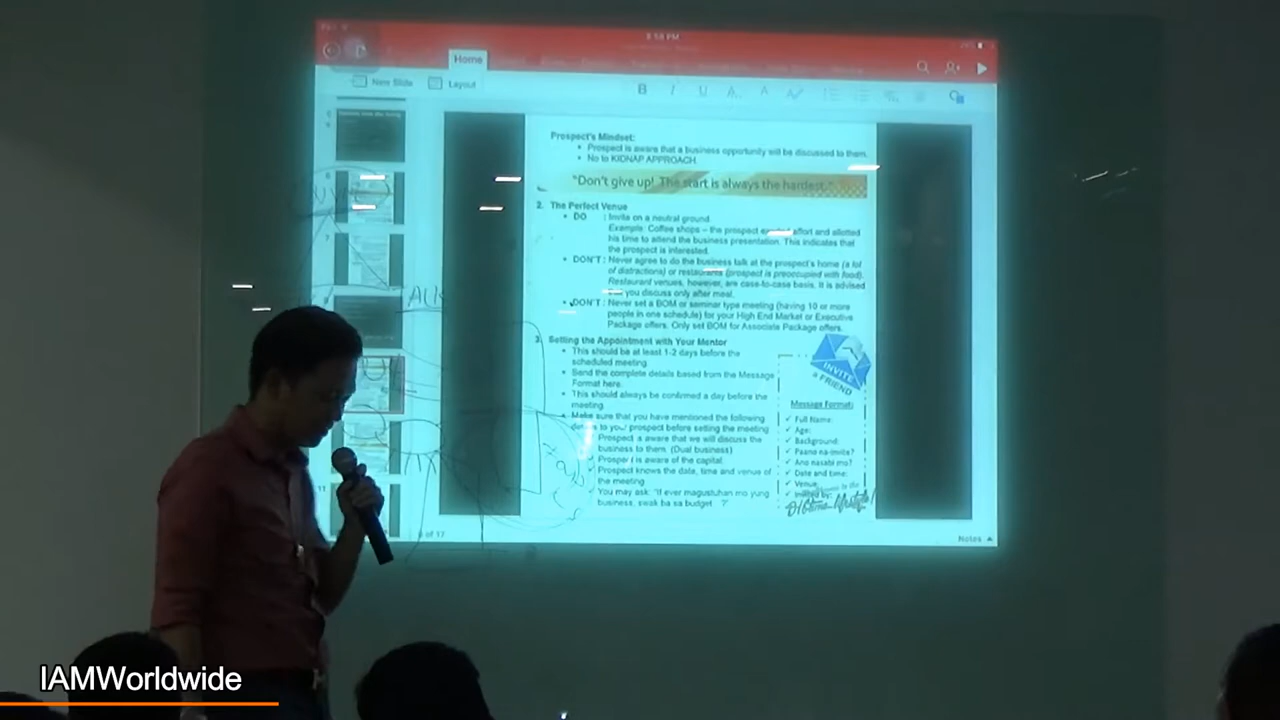 8:58 PM
Home
New Slide
Layout
B I U A A
Prospect's Mindset:
• Prospect is aware that a business opportunity will be discussed to them.
• No to KIDNAP APPROACH
"Don't give up! The start is always the hardest."
2. The Perfect Venue
• DO : Invite on a neutral ground.
Example: Coffee shops – the prospect effort and allotted
his time to attend the business presentation. This indicates that
the prospect is interested.
• DON'T: Never agree to do the business talk at the prospect's home (a lot
of distractions) or restaurants (prospect is preoccupied with food).
Restaurant venues, however, are case-to-case basis. It is advised
you discuss only after meal.
• DON'T: Never set a BOM or seminar type meeting (having 10 or more
people in one schedule) for your High End Market or Executive
Package offers. Only set BOM for Associate Package offers.
3. Setting the Appointment with Your Mentor
• This should be at least 1-2 days before the
scheduled meeting
• Send the complete details based from the Message
Format here.
• This should always be confirmed a day before the
meeting
• Make sure that you have mentioned the following
to your prospect before setting the meeting
Prospect is aware that we will discuss the
business to them. (Dual business)
Prospect is aware of the capital.
Prospect knows the date, time and venue of
the meeting
You may ask: "If ever magustuhan mo yung
business, swak ba sa budget ?"
INVITE
a FRIEND
Message Format:
✓ Full Name:
✓ Age:
✓ Background:
✓ Paano na-invite?
✓ Ano nasabi mo?
✓ Date and time:
✓ Venue:
✓ Invited by:
6
7
11
of 17
Notes
IAMWorldwide